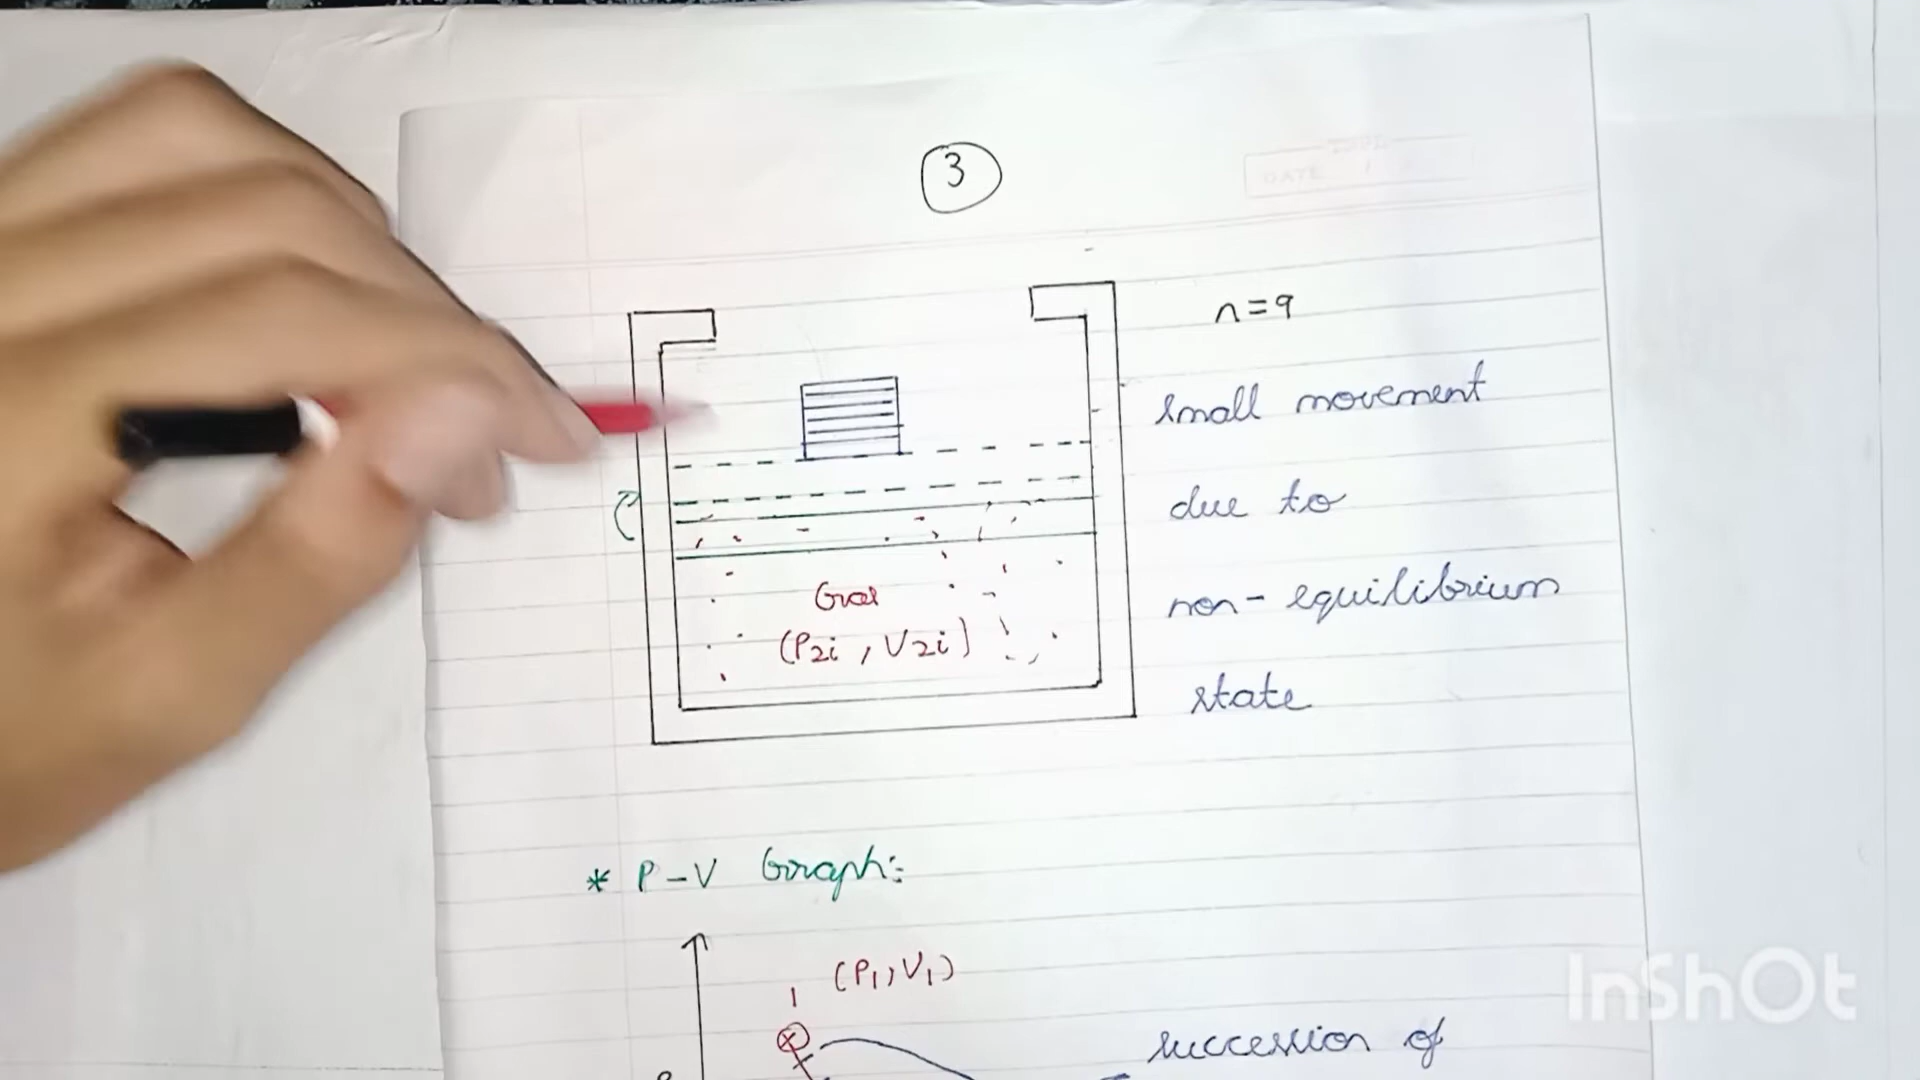 3
DATE
n=9
small movement
due to
non-equilibrium
state
Gas
(P2i, V2i)
* P-V Graph:
(P1, V1)
1
succession of
InShOt